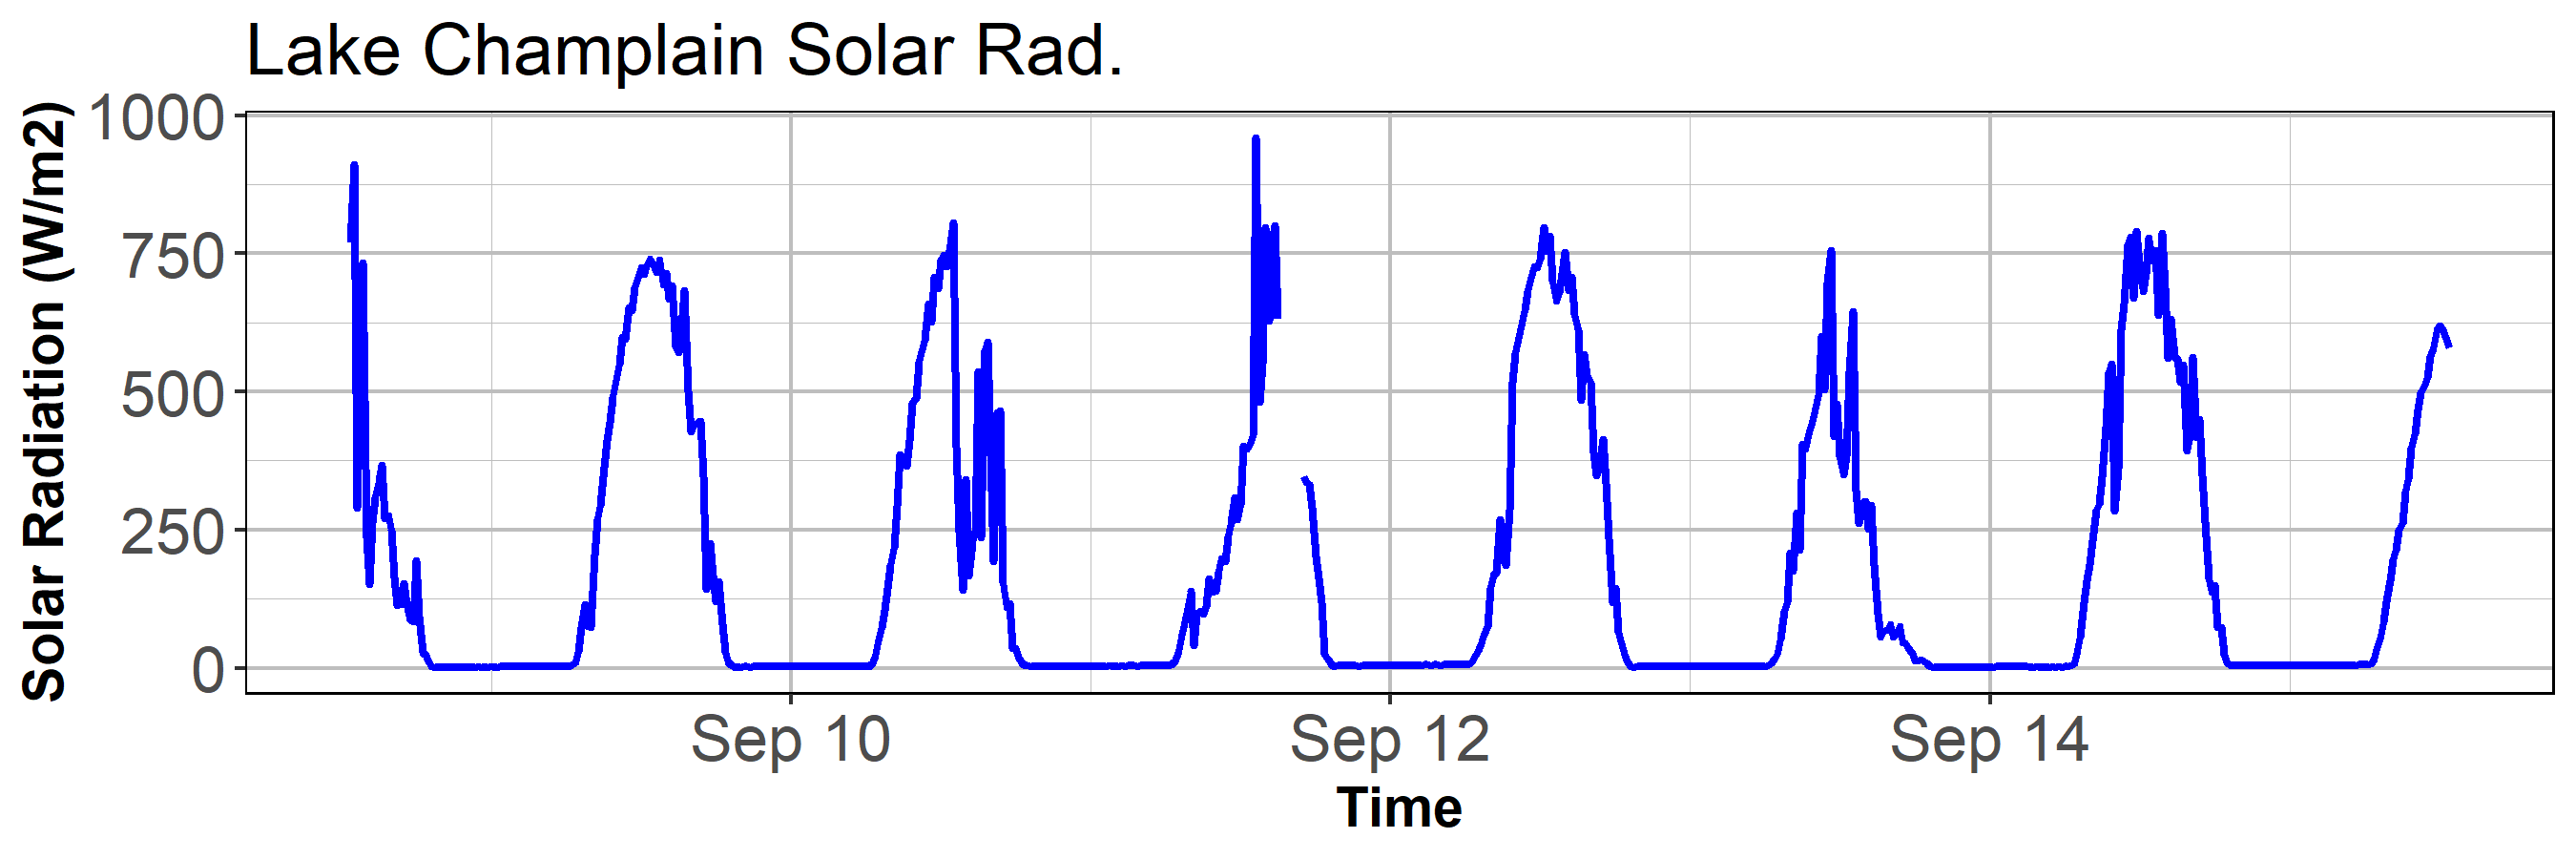 Lake Champlain Solar Rad.
Solar Radiation (W/m2)
1000
750
500
250
0
Sep 10 Sep 12 Sep 14
Time